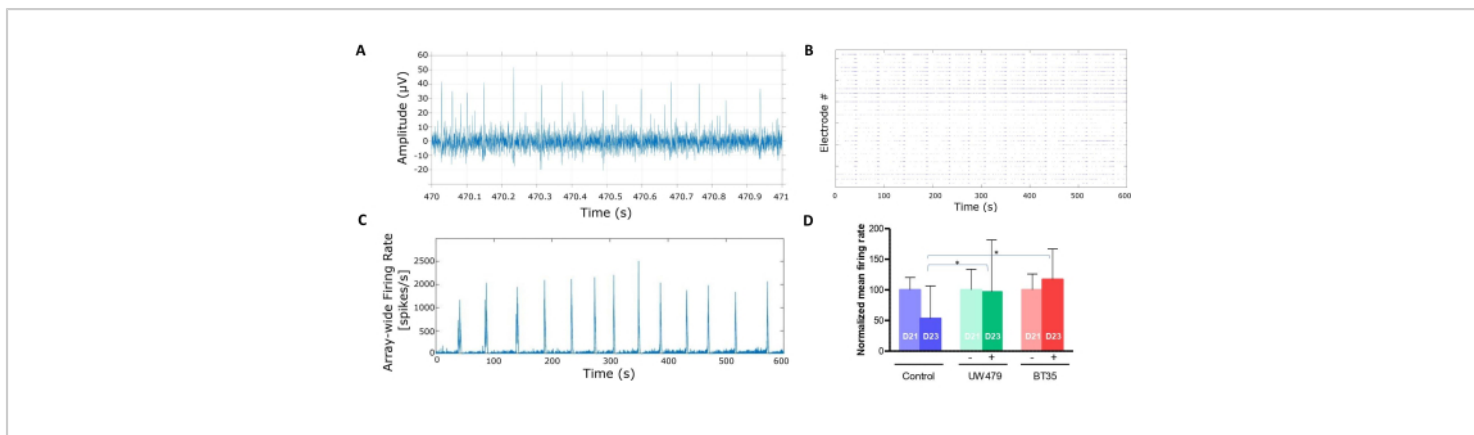 A
Amplitude (µV)
60
50
40
30
20
10
0
-10
-20
470 470.1 470.2 470.3 470.4 470.5 470.6 470.7 470.8 470.9 471
Time (s)
B
Electrode #
0 100 200 300 400 500 600
Time (s)
C
Array-wide Firing Rate
[spikes/s]
2500
2000
1000
500
0
0 100 200 300 400 500 600
Time (s)
D
Normalized mean firing rate
200
150
100
50
0
*
*
D21 D23 D21 D23 D21 D23
- + - +
Control UW479 BT35